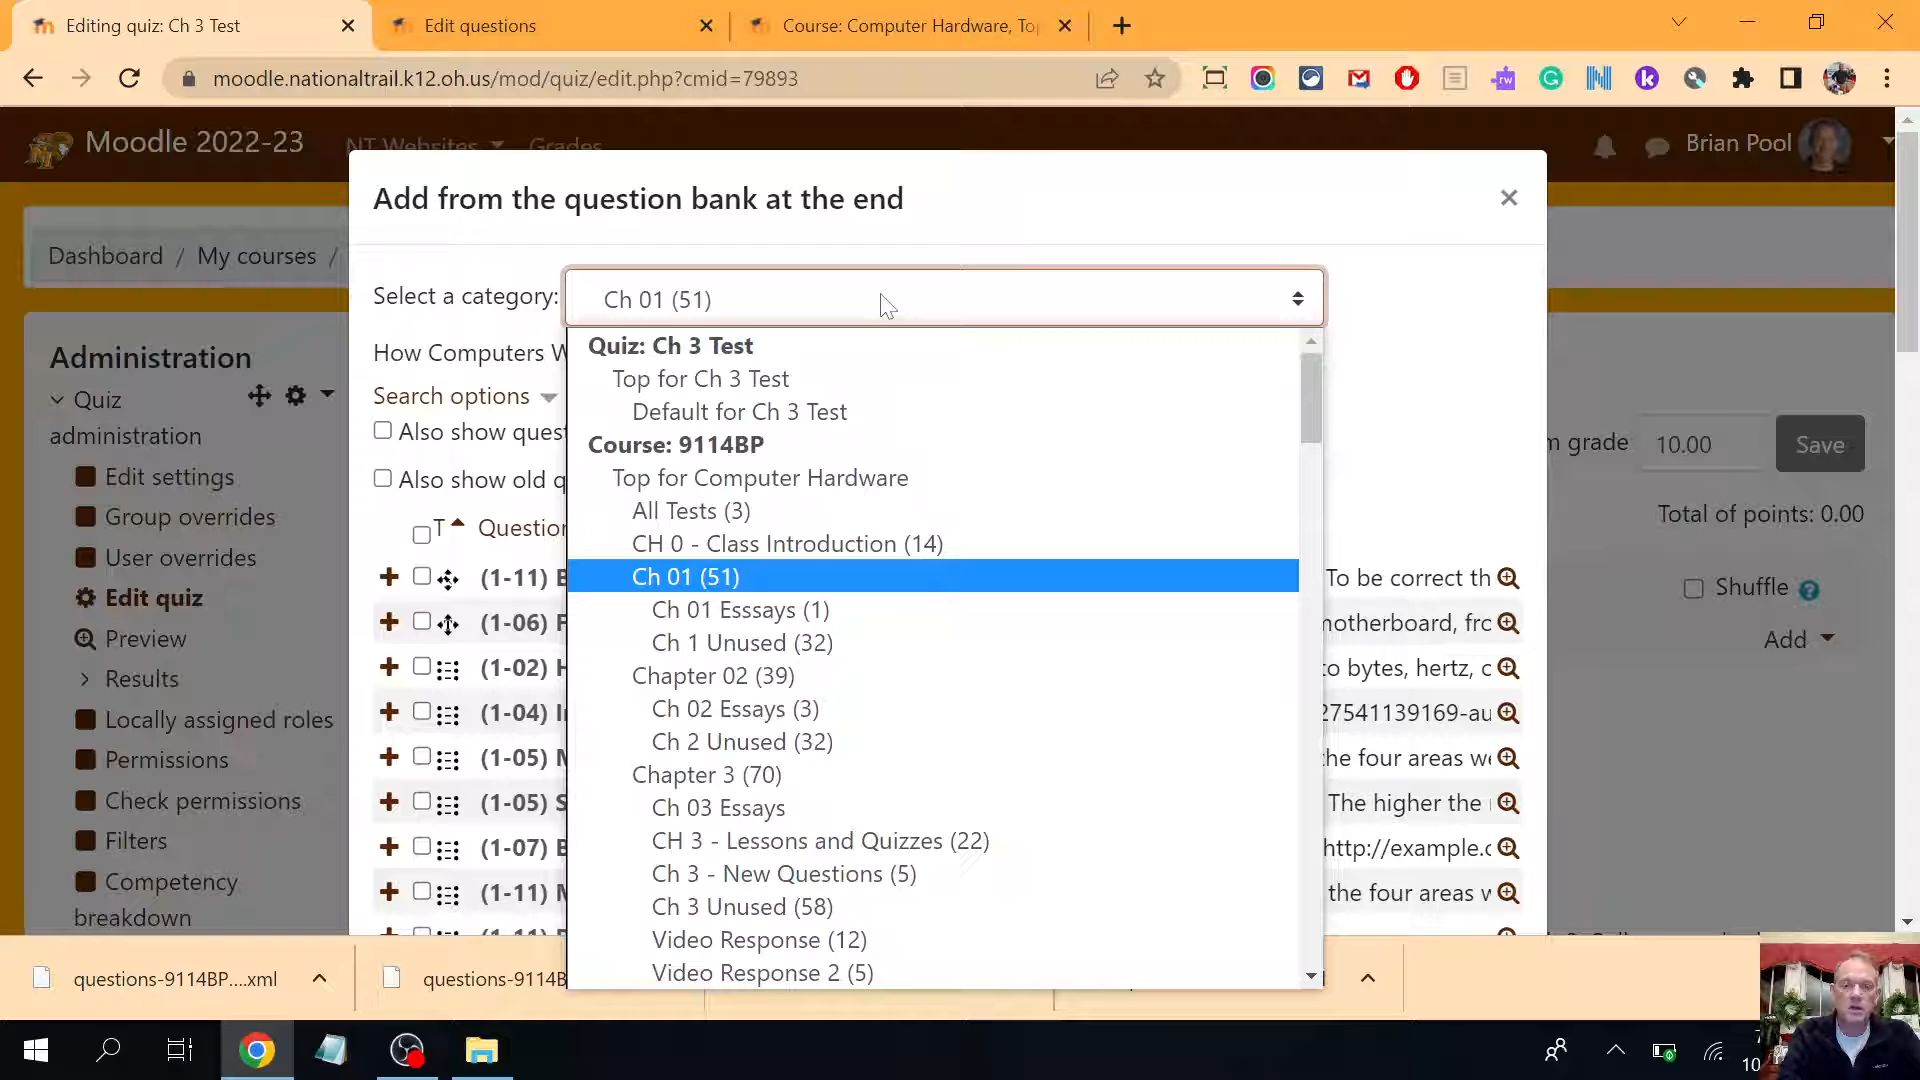 Editing quiz: Ch 3 Test
Edit questions
Course: Computer Hardware, To
moodle.nationaltrail.k12.oh.us/mod/quiz/edit.php?cmid=79893
Moodle 2022-23
NT Websites
Grades
Brian Pool
Add from the question bank at the end
Dashboard / My courses /
Select a category:
Ch 01 (51)
How Computers W
Search options
Also show quest
Also show old q
T
Question
Quiz: Ch 3 Test
Top for Ch 3 Test
Default for Ch 3 Test
Course: 9114BP
Top for Computer Hardware
All Tests (3)
CH 0 - Class Introduction (14)
Ch 01 (51)
Ch 01 Esssays (1)
Ch 1 Unused (32)
Chapter 02 (39)
Ch 02 Essays (3)
Ch 2 Unused (32)
Chapter 3 (70)
Ch 03 Essays
CH 3 - Lessons and Quizzes (22)
Ch 3 - New Questions (5)
Ch 3 Unused (58)
Video Response (12)
Video Response 2 (5)
(1-11) B
To be correct th
(1-06) F
motherboard, frc
(1-02) H
to bytes, hertz, c
(1-04) I
27541139169-au
(1-05) M
the four areas we
(1-05) S
The higher the
(1-07) B
http://example.c
(1-11) M
the four areas w
Administration
Quiz
administration
Edit settings
Group overrides
User overrides
Edit quiz
Preview
Results
Locally assigned roles
Permissions
Check permissions
Filters
Competency
breakdown
m grade
10.00
Save
Total of points: 0.00
Shuffle
Add
questions-9114BP....xml
questions-9114B